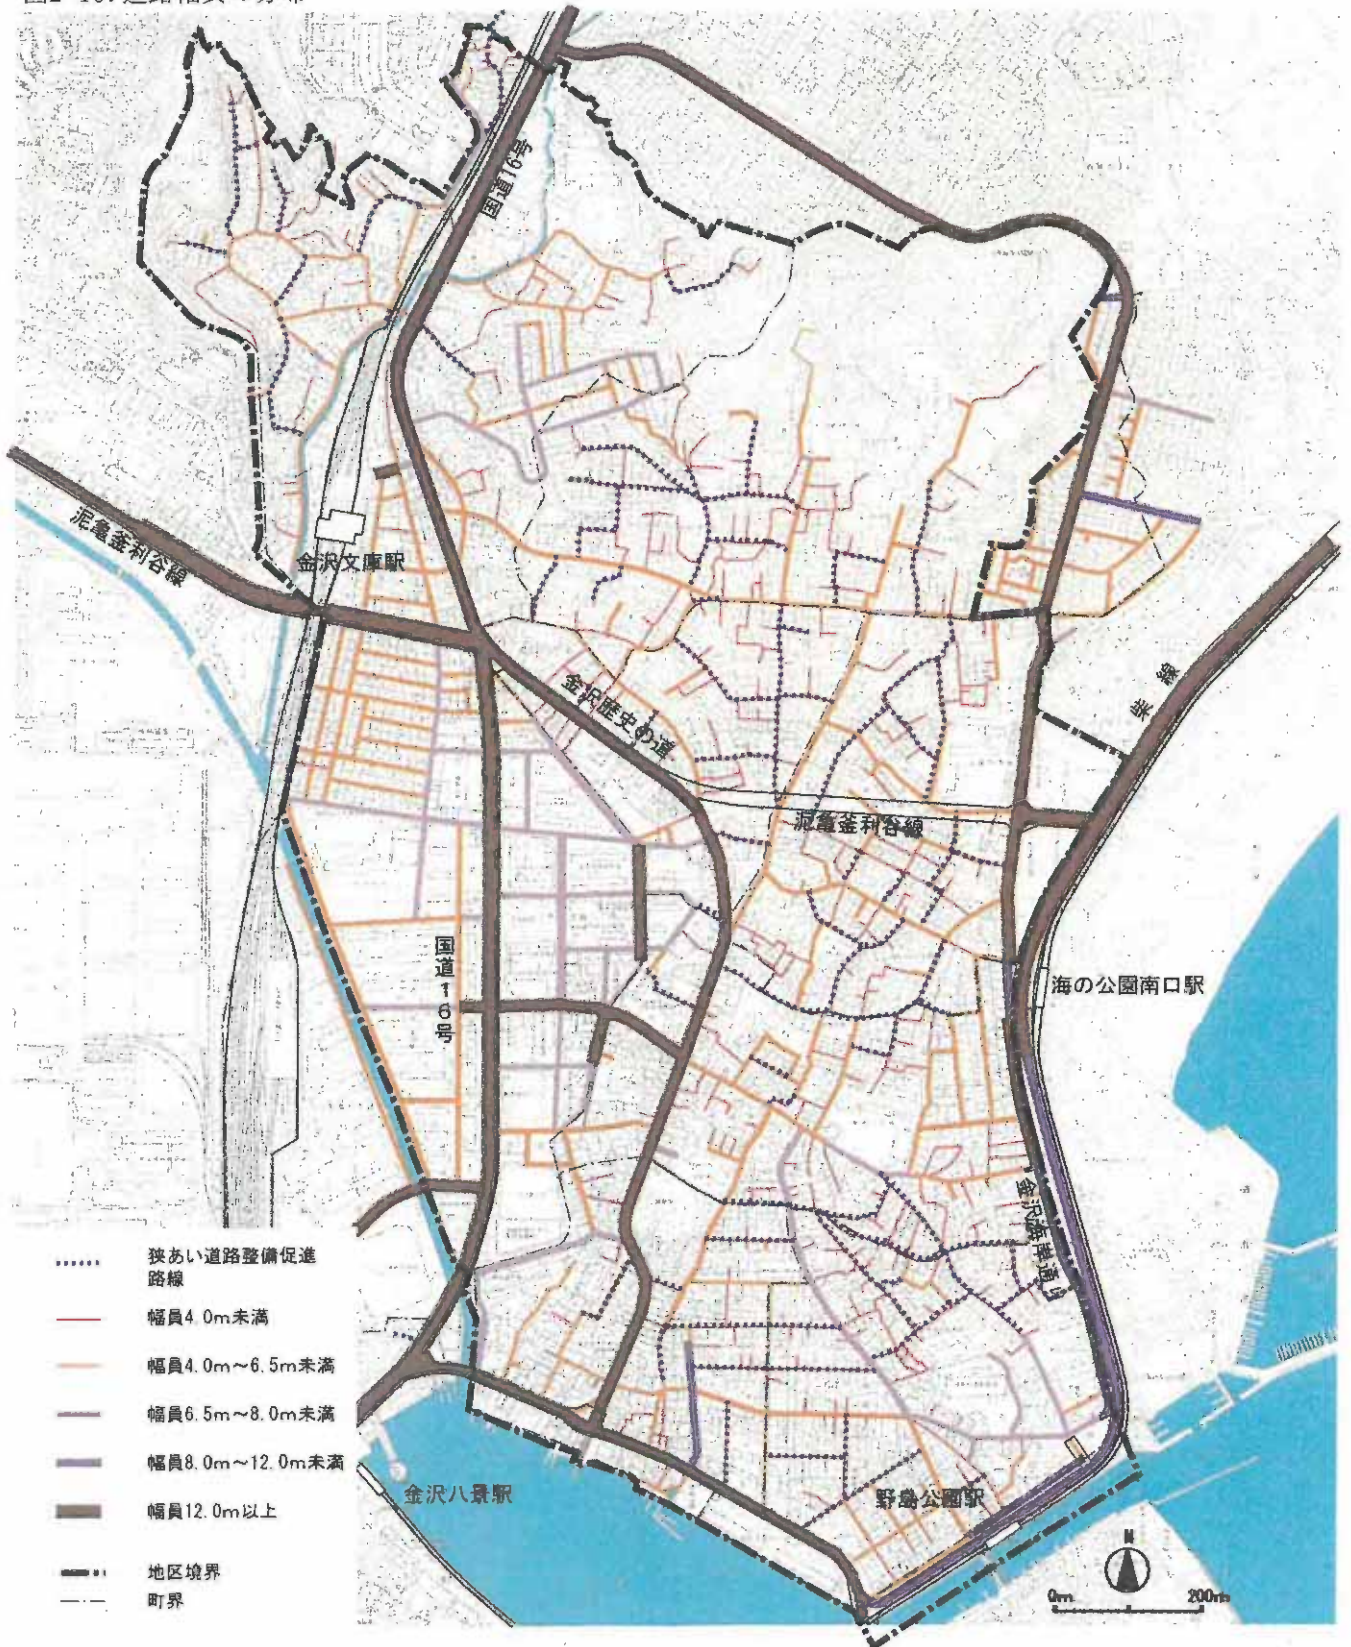 国道16号
泥亀釜利谷線
金沢文庫駅
金沢歴史の道
柴線
泥亀釜利谷線
国道16号
海の公園南口駅
金沢海岸通り
狭あい道路整備促進
路線
幅員4.0m未満
幅員4.0m～6.5m未満
幅員6.5m～8.0m未満
幅員8.0m～12.0m未満
幅員12.0m以上
地区境界
町界
金沢八景駅
野島公園駅
N
0m 200m